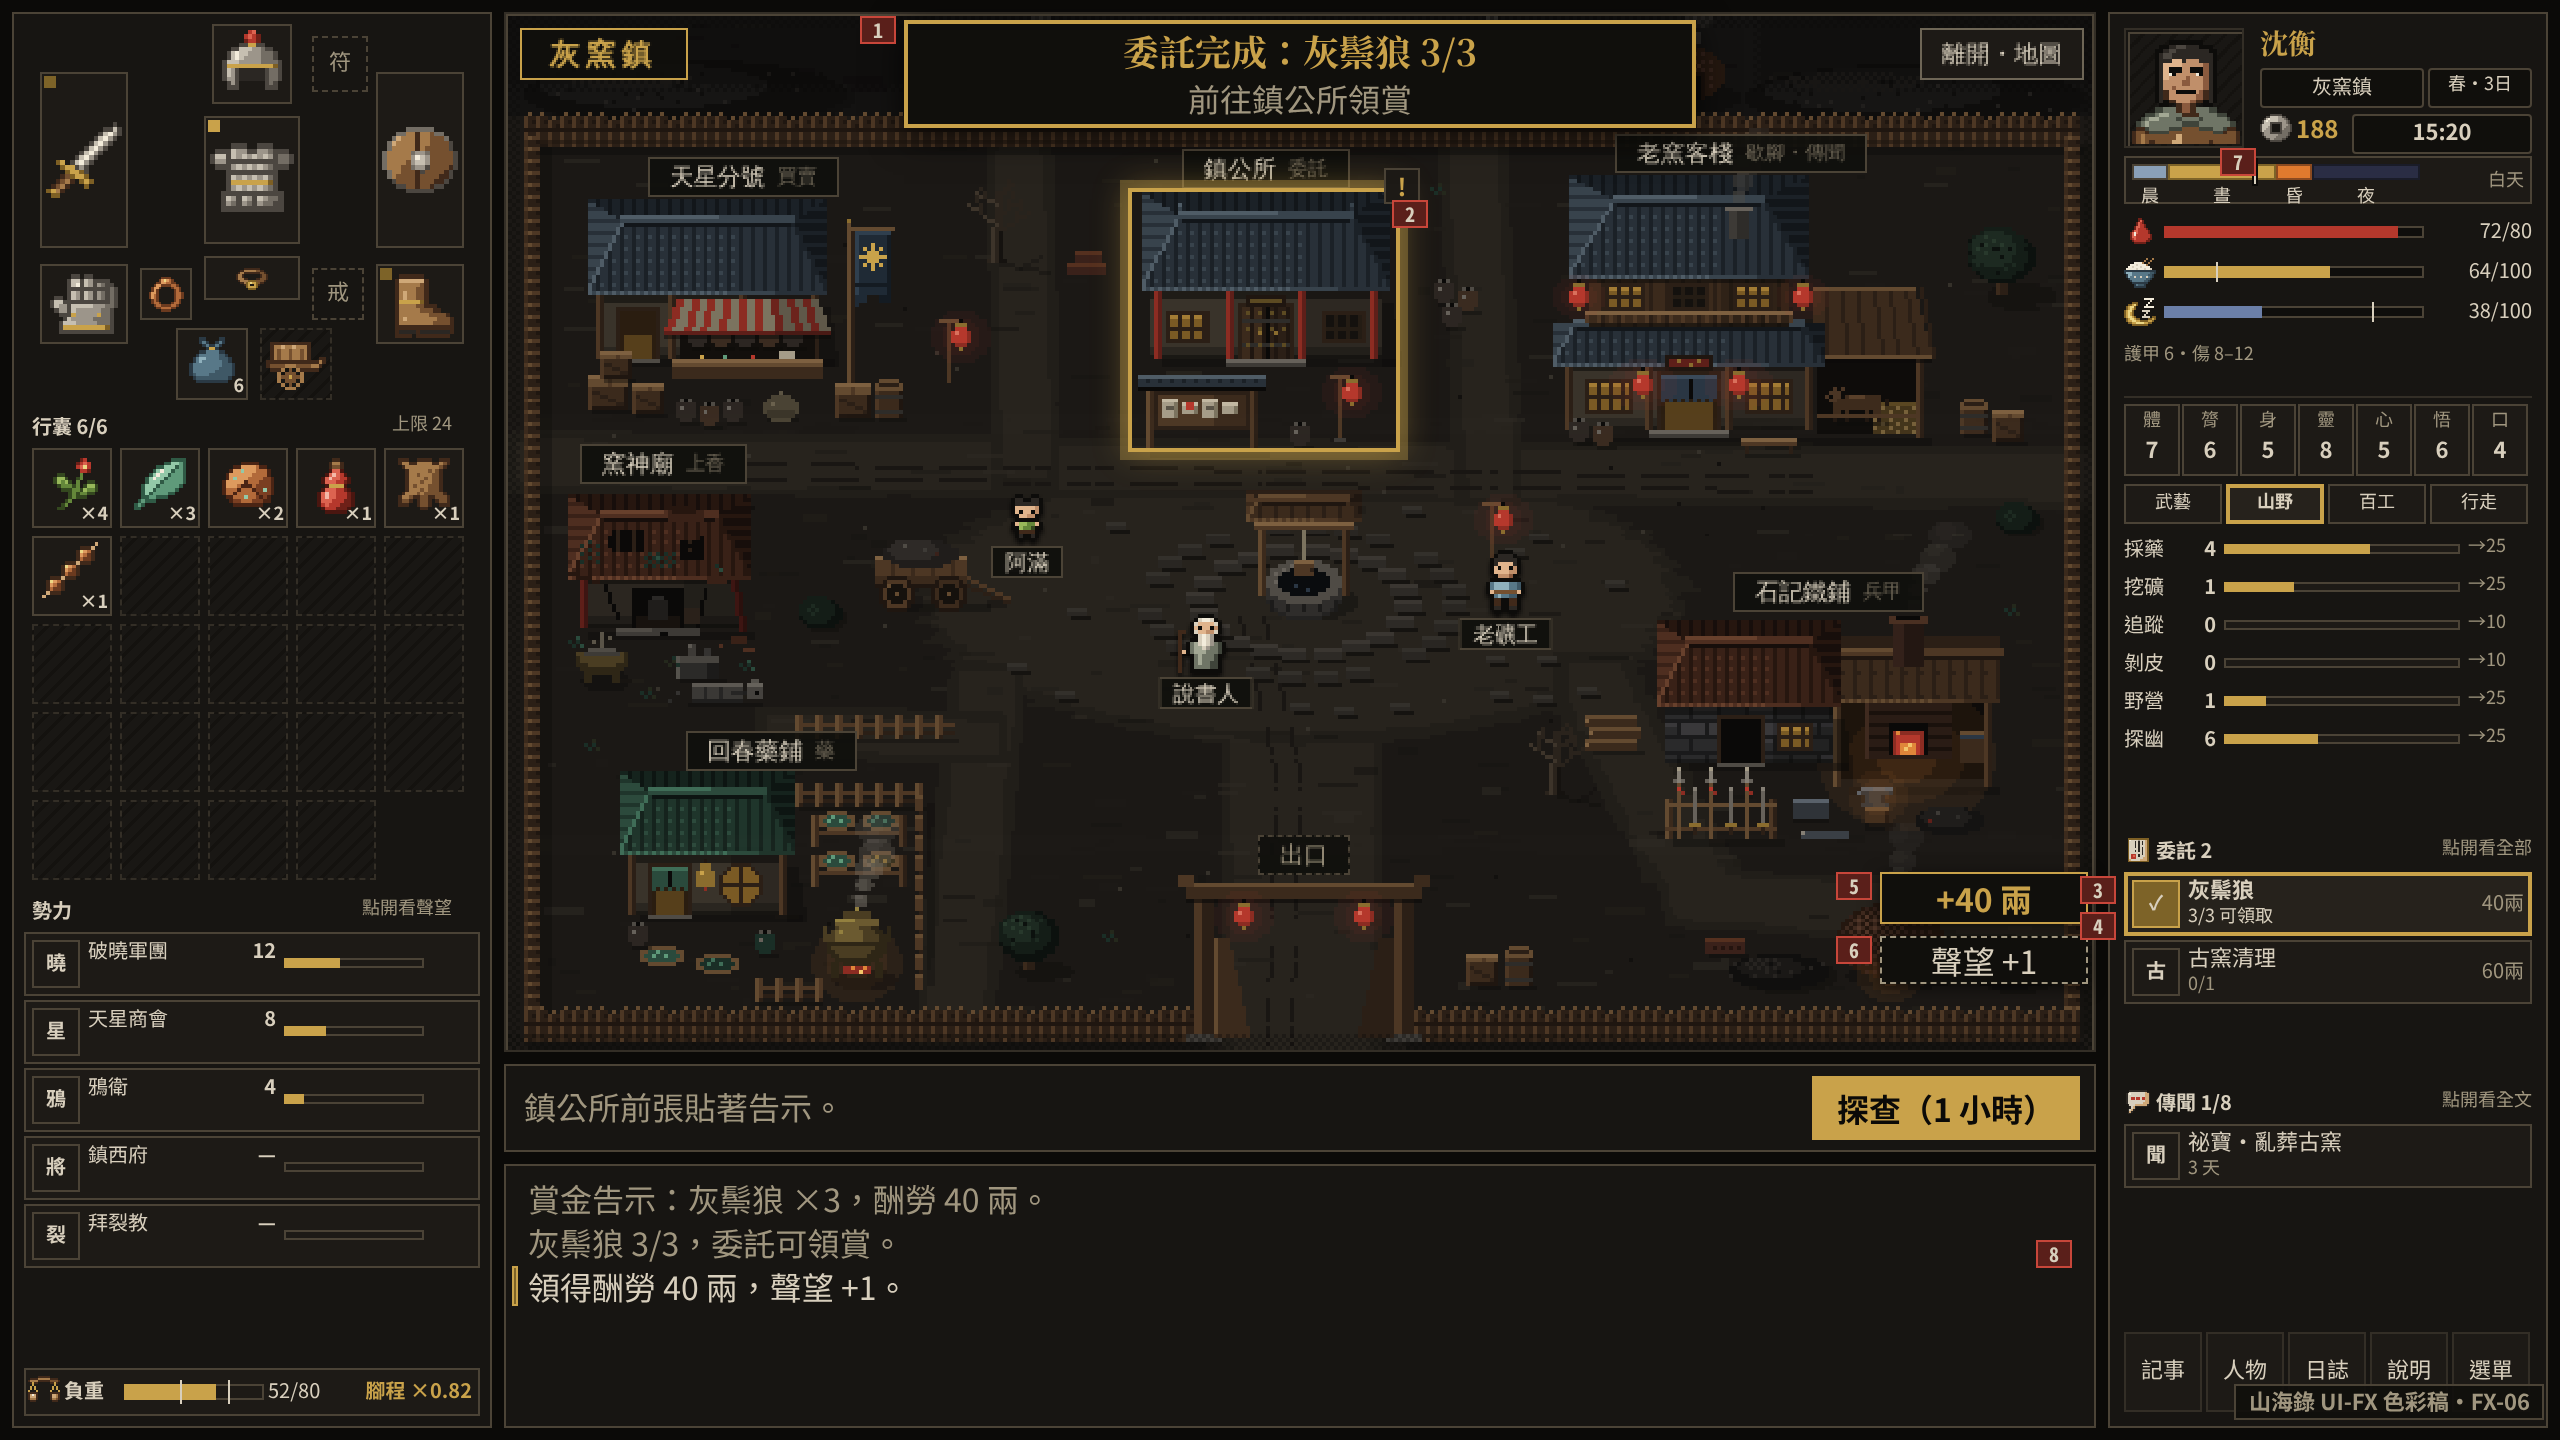 符
戒
6
行囊 6/6
上限 24
×4
×3
×2
×1
×1
×1
勢力
點開看聲望
曉 破曉軍團 12
星 天星商會 8
鴉 鴉衛 4
將 鎮西府 —
裂 拜裂教 —
負重 52/80 腳程 ×0.82
灰窯鎮
1
委託完成：灰鬃狼 3/3
前往鎮公所領賞
離開·地圖
天星分號 買賣
鎮公所 委託
!
2
老窯客棧 歇腳·傳聞
窯神廟 上香
阿滿
老礦工
說書人
石記鐵鋪 兵甲
回春藥鋪 藥
出口
5
+40 兩
3
4
6
聲望 +1
鎮公所前張貼著告示。
探查（1 小時）
賞金告示：灰鬃狼 ×3，酬勞 40 兩。
灰鬃狼 3/3，委託可領賞。
領得酬勞 40 兩，聲望 +1。
8
沈衡
灰窯鎮
春·3日
188
15:20
7
晨 晝 昏 夜
白天
72/80
64/100
38/100
護甲 6·傷 8–12
體 膂 身 靈 心 悟 口
7 6 5 8 5 6 4
武藝 山野 百工 行走
採藥 4 →25
挖礦 1 →25
追蹤 0 →10
剝皮 0 →10
野營 1 →25
探幽 6 →25
委託 2
點開看全部
✓ 灰鬃狼
3/3 可領取
40兩
古 古窯清理
0/1
60兩
傳聞 1/8
點開看全文
聞 祕寶·亂葬古窯
3 天
記事 人物 日誌 說明 選單
山海錄 UI-FX 色彩稿·FX-06